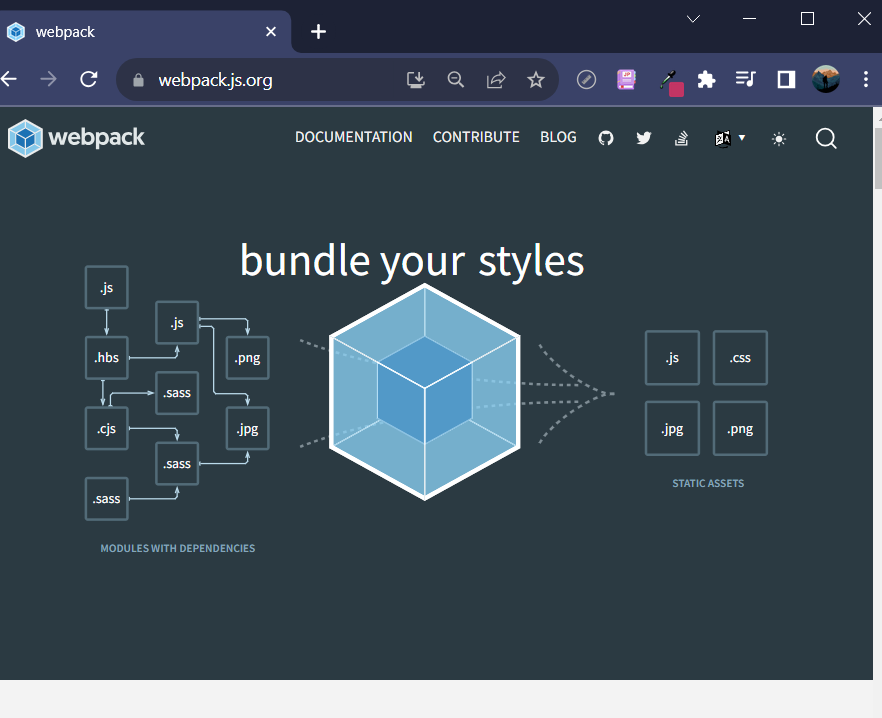 webpack
webpack.js.org
webpack
DOCUMENTATION CONTRIBUTE BLOG
bundle your styles
.js
.js
.hbs
.png
.sass
.cjs
.jpg
.sass
.sass
MODULES WITH DEPENDENCIES
.js .css
.jpg .png
STATIC ASSETS